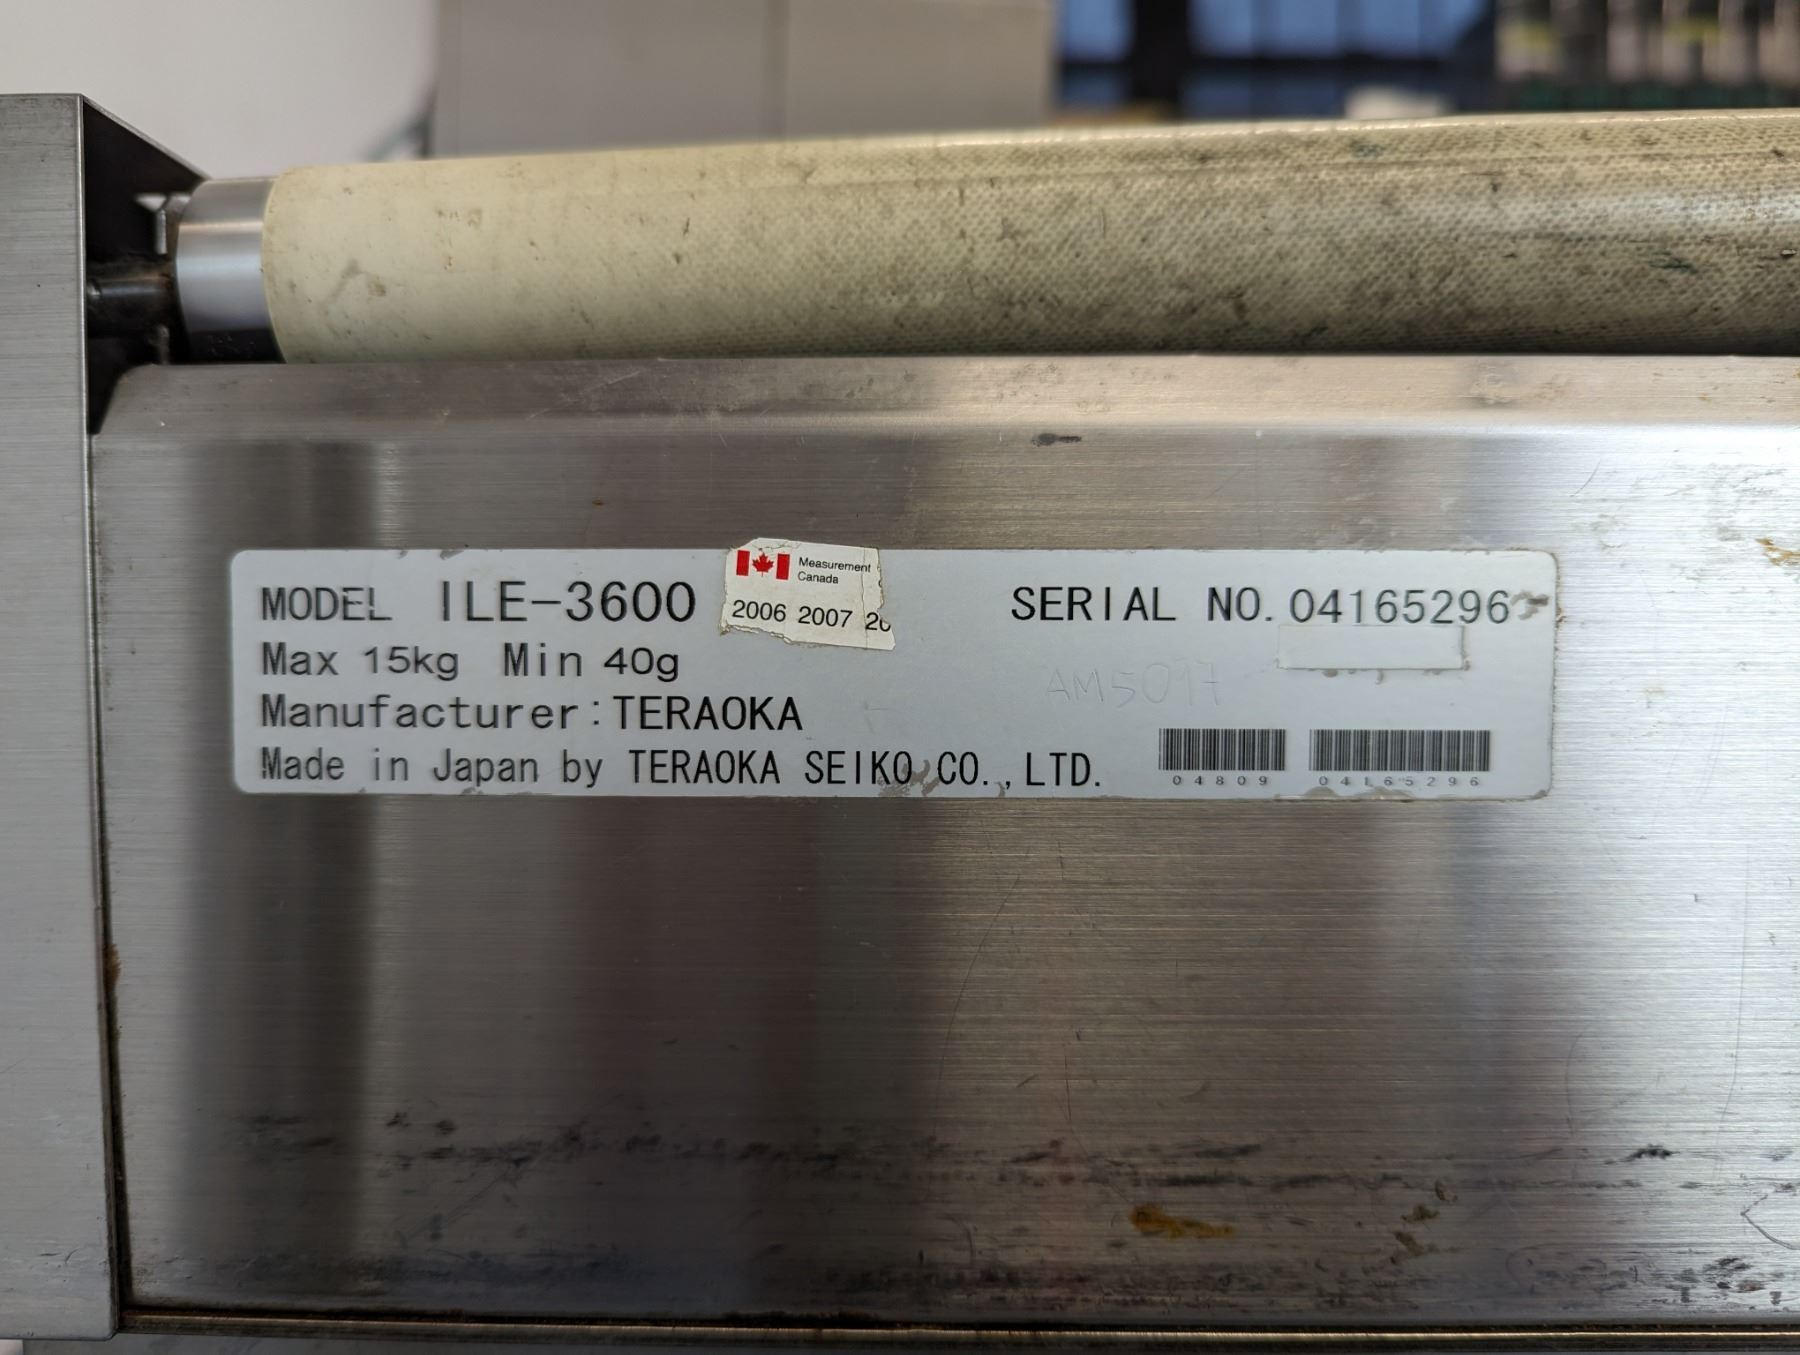 MODEL ILE-3600
Measurement
Canada
2006 2007
SERIAL NO. 04165296
Max 15kg Min 40g
AM5017
Manufacturer:TERAOKA
Made in Japan by TERAOKA SEIKO CO.,LTD.
04809 04165296